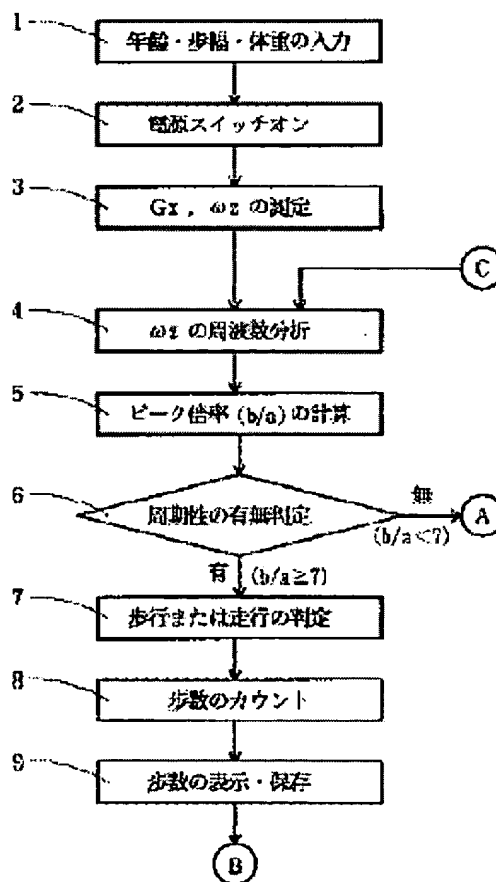 1
年齢・歩幅・体重の入力
2
電源スイッチオン
3
Gx , ωz の測定
C
4
ωz の周波数分析
5
ピーク倍率 (b/a) の計算
6
周期性の有無判定
無
(b/a<7)
A
有 (b/a≥7)
7
歩行または走行の判定
8
歩数のカウント
9
歩数の表示・保存
B